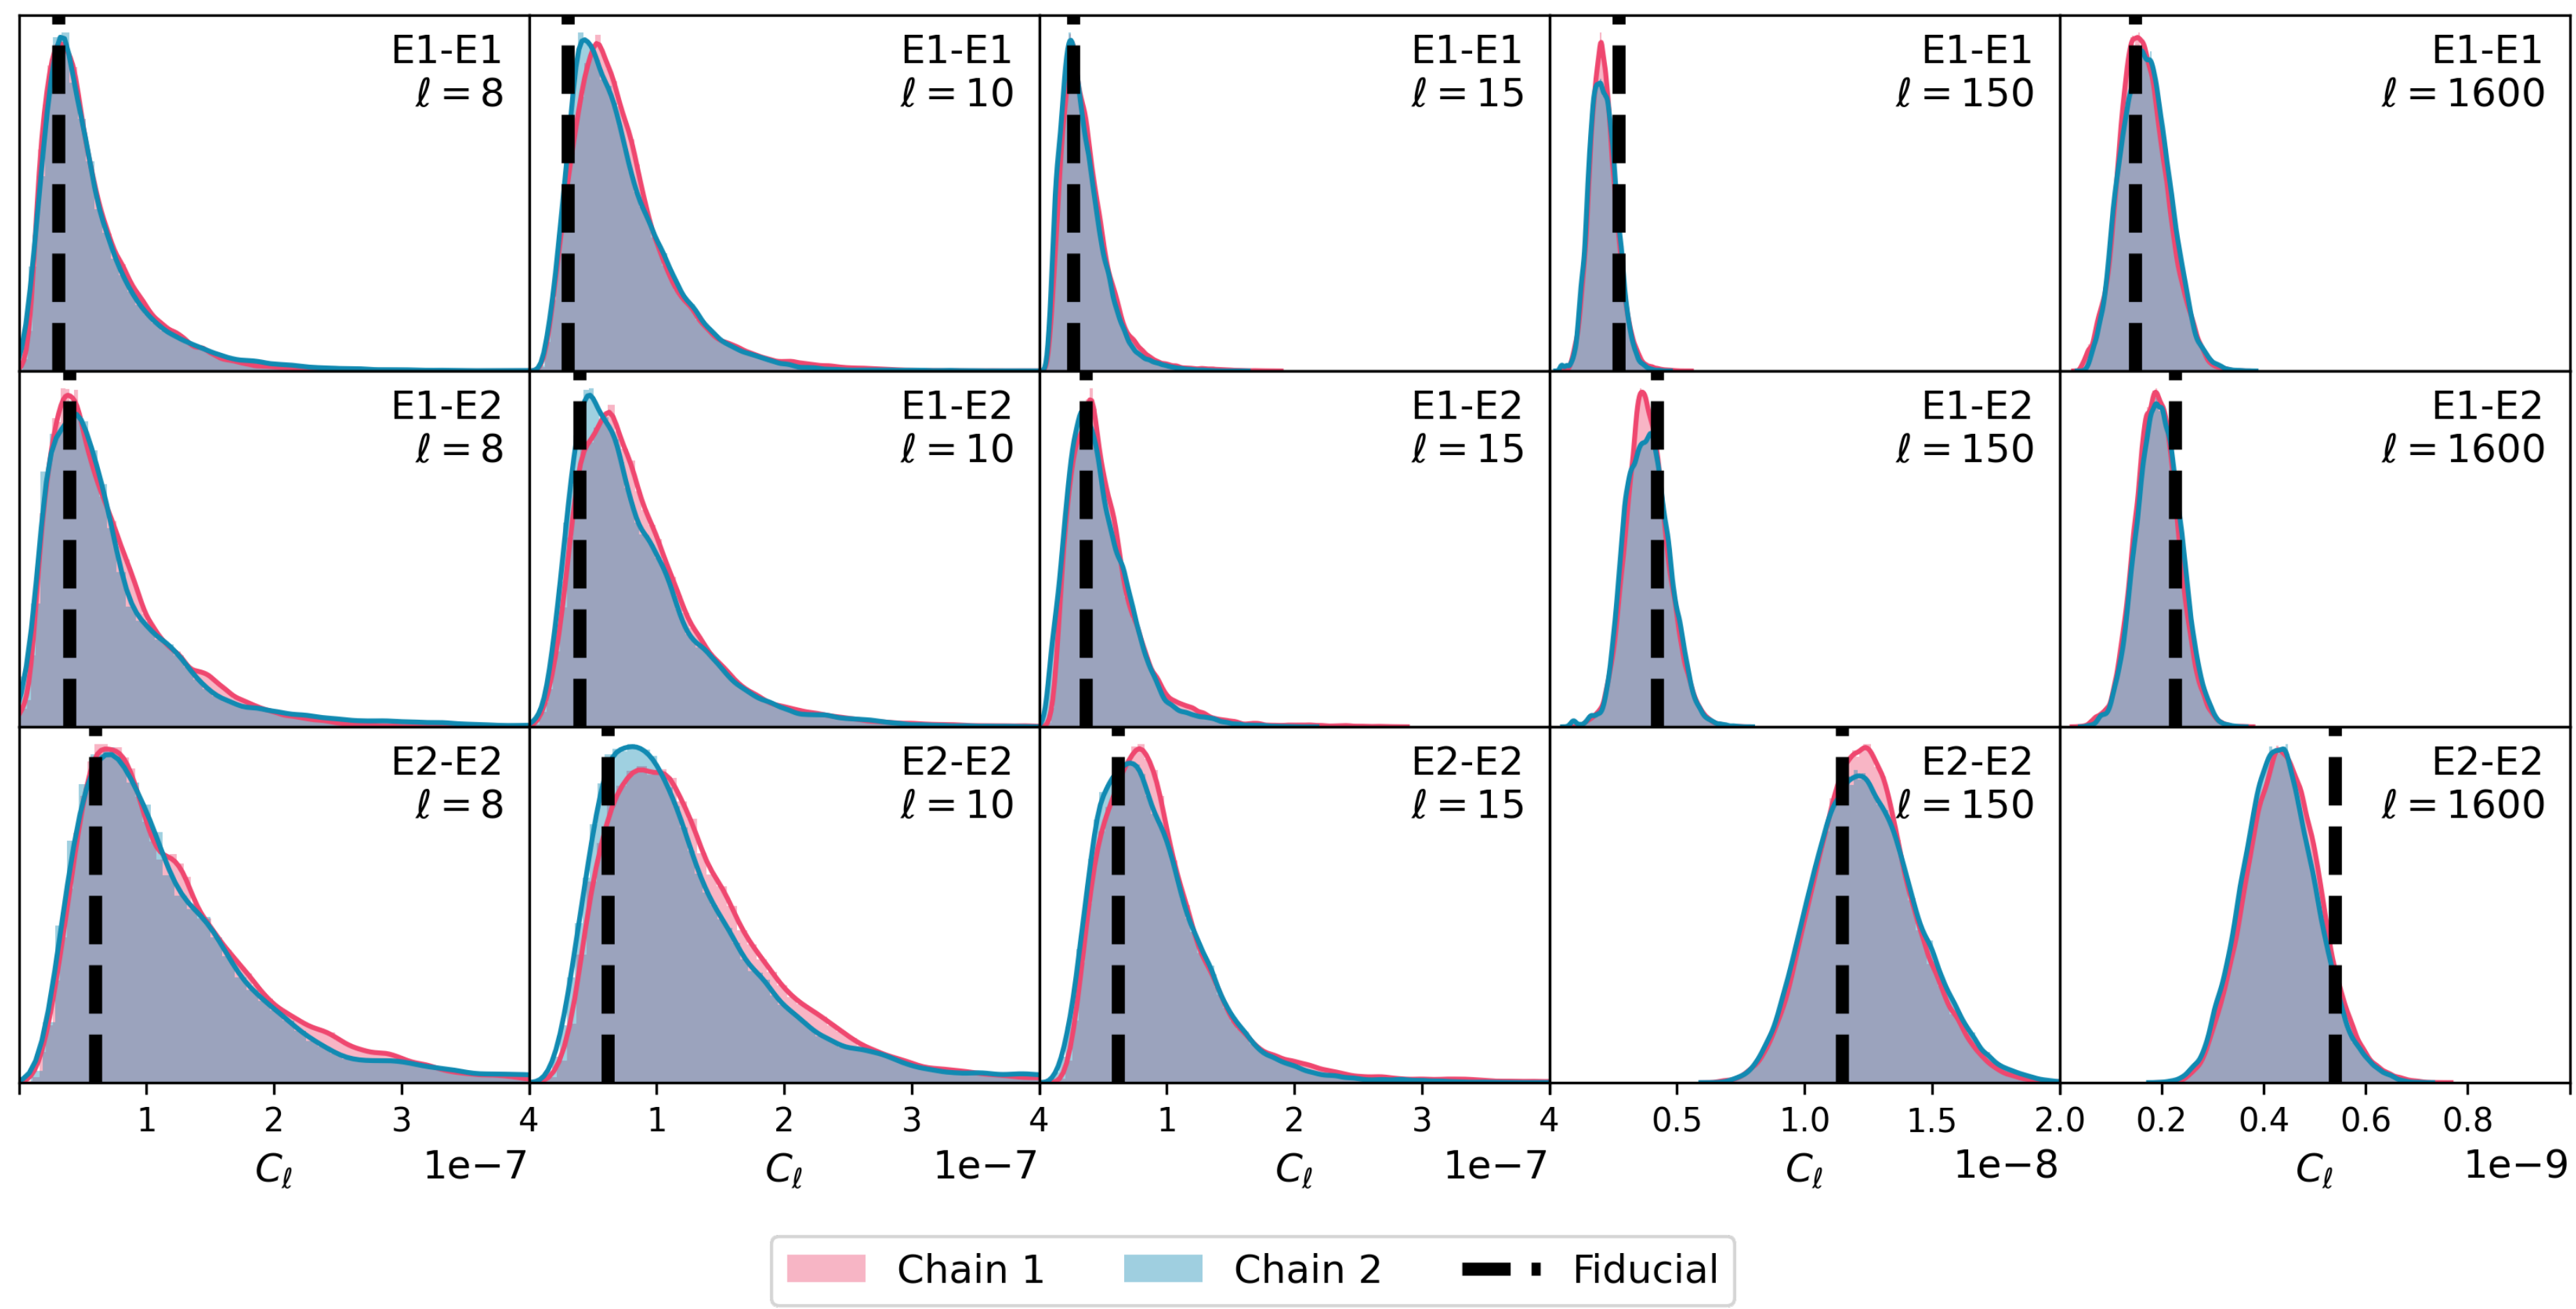 E1-E1
ℓ = 8
E1-E1
ℓ = 10
E1-E1
ℓ = 15
E1-E1
ℓ = 150
E1-E1
ℓ = 1600
E1-E2
ℓ = 8
E1-E2
ℓ = 10
E1-E2
ℓ = 15
E1-E2
ℓ = 150
E1-E2
ℓ = 1600
E2-E2
ℓ = 8
E2-E2
ℓ = 10
E2-E2
ℓ = 15
E2-E2
ℓ = 150
E2-E2
ℓ = 1600
1 2 3 4 1 2 3 4 1 2 3 4 0.5 1.0 1.5 2.0 0.2 0.4 0.6 0.8
Cℓ 1e−7 Cℓ 1e−7 Cℓ 1e−7 Cℓ 1e−8 Cℓ 1e−9
Chain 1 Chain 2 Fiducial